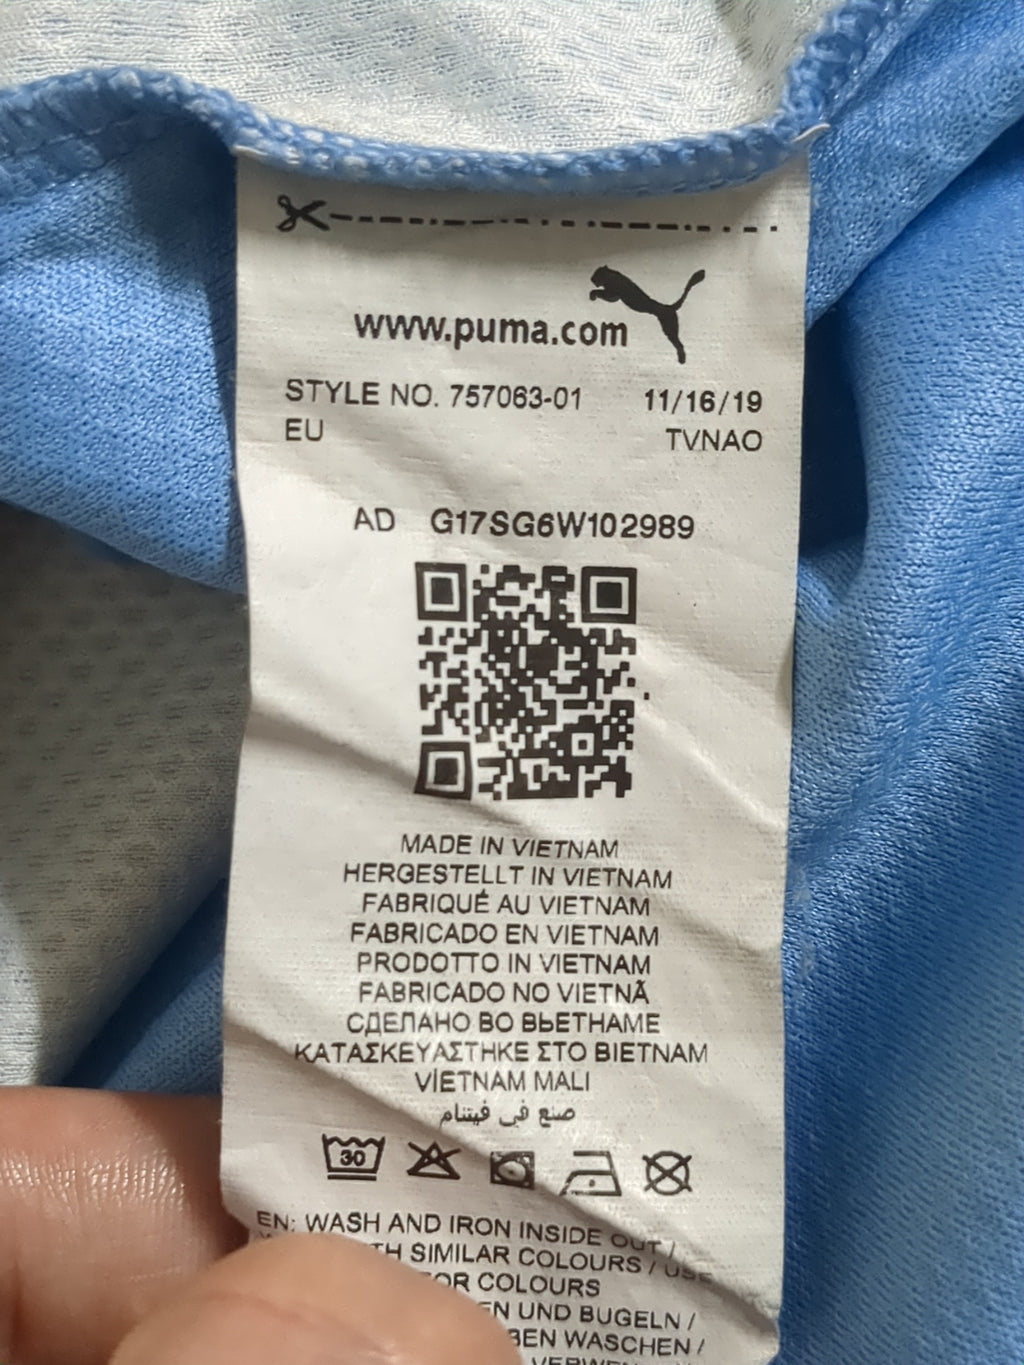 www.puma.com
STYLE NO. 757063-01 11/16/19
EU TVNAO
AD G17SG6W102989
MADE IN VIETNAM
HERGESTELLT IN VIETNAM
FABRIQUÉ AU VIETNAM
FABRICADO EN VIETNAM
PRODOTTO IN VIETNAM
FABRICADO NO VIETNÃ
СДЕЛАНО ВО ВЬЕТНАМЕ
ΚΑΤΑΣΚΕΥΑΣΤΗΚΕ ΣΤΟ ΒΙΕΤΝΑΜ
VİETNAM MALI
صنع في فيتنام
30
EN: WASH AND IRON INSIDE OUT /
SIMILAR COLOURS / USE
COLOURS
UND BUGELN /
WASCHEN /